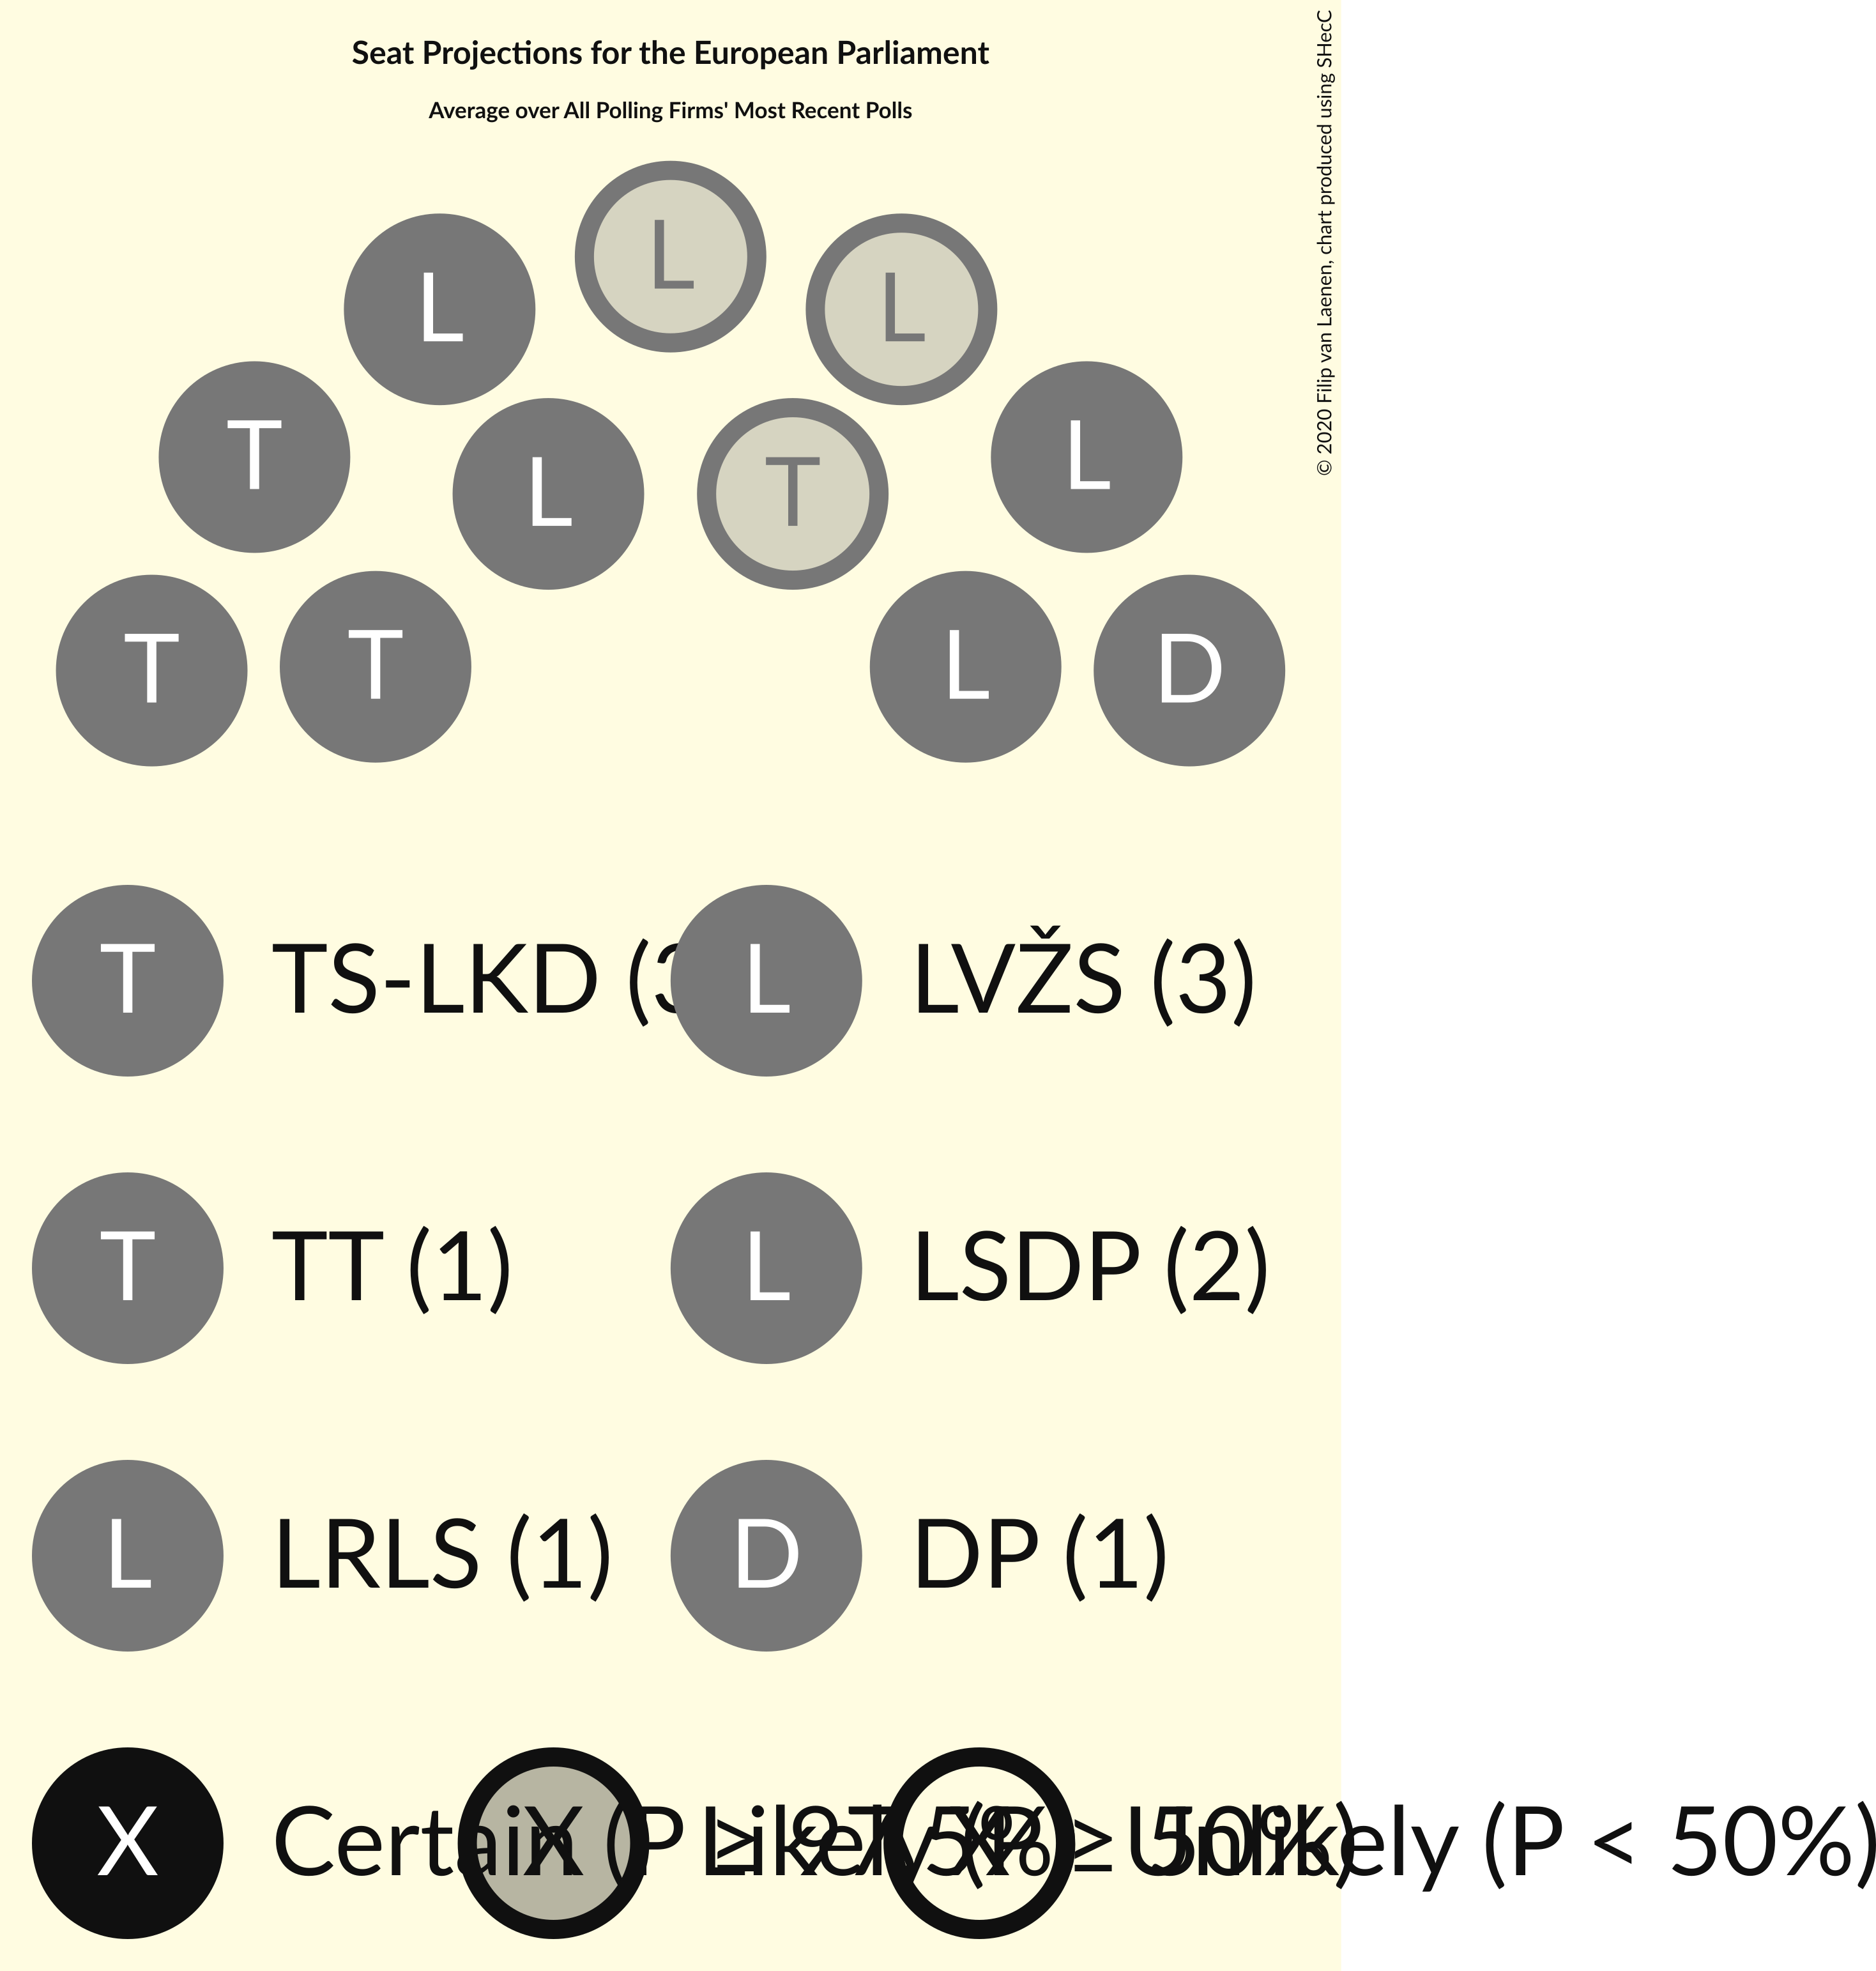 Seat Projections for the European Parliament
Average over All Polling Firms' Most Recent Polls
© 2020 Filip van Laenen, chart produced using SHecC
L
L
L
T
L
T
L
T
T
L
D
T TS-LKD (3
L LVŽS (3)
T TT (1)
L LSDP (2)
L LRLS (1)
D DP (1)
X Certain (P ≥
X Likely (P ≥ 50%)
X Unlikely (P < 50%)